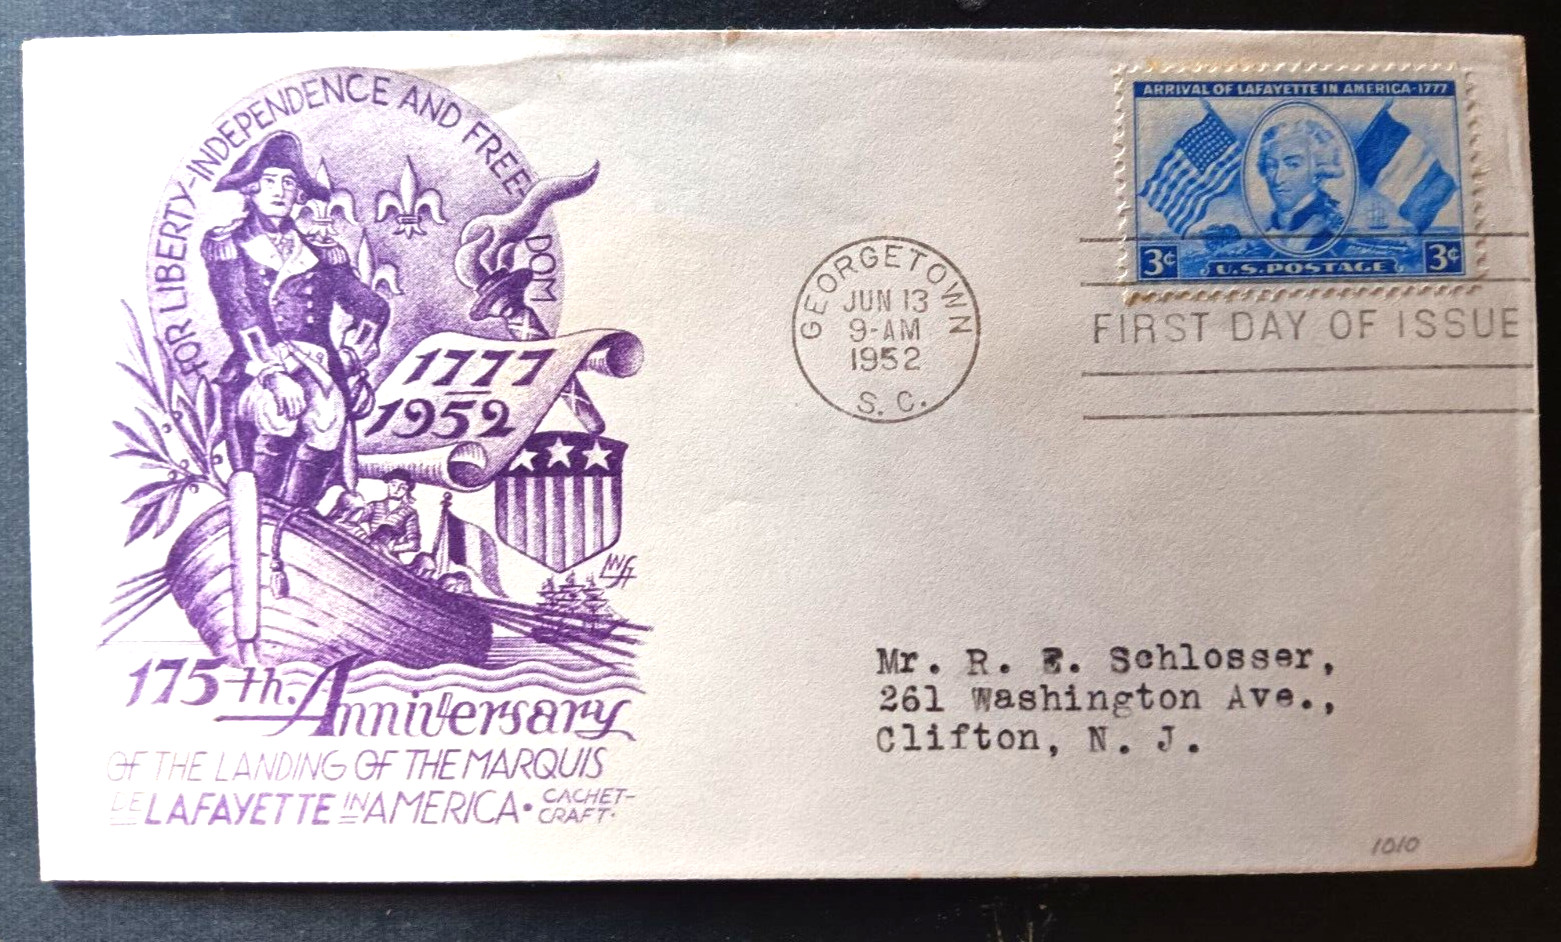 FOR LIBERTY-INDEPENDENCE AND FREE-DOM
1777
1952
175th. Anniversary
OF THE LANDING OF THE MARQUIS
DE LAFAYETTE IN AMERICA • CACHET-
CRAFT.
GEORGETOWN
JUN 13
9-AM
1952
S. C.
ARRIVAL OF LAFAYETTE IN AMERICA-1777
3¢ U.S. POSTAGE 3¢
FIRST DAY OF ISSUE
Mr. R. E. Schlosser,
261 Washington Ave.,
Clifton, N. J.
1010